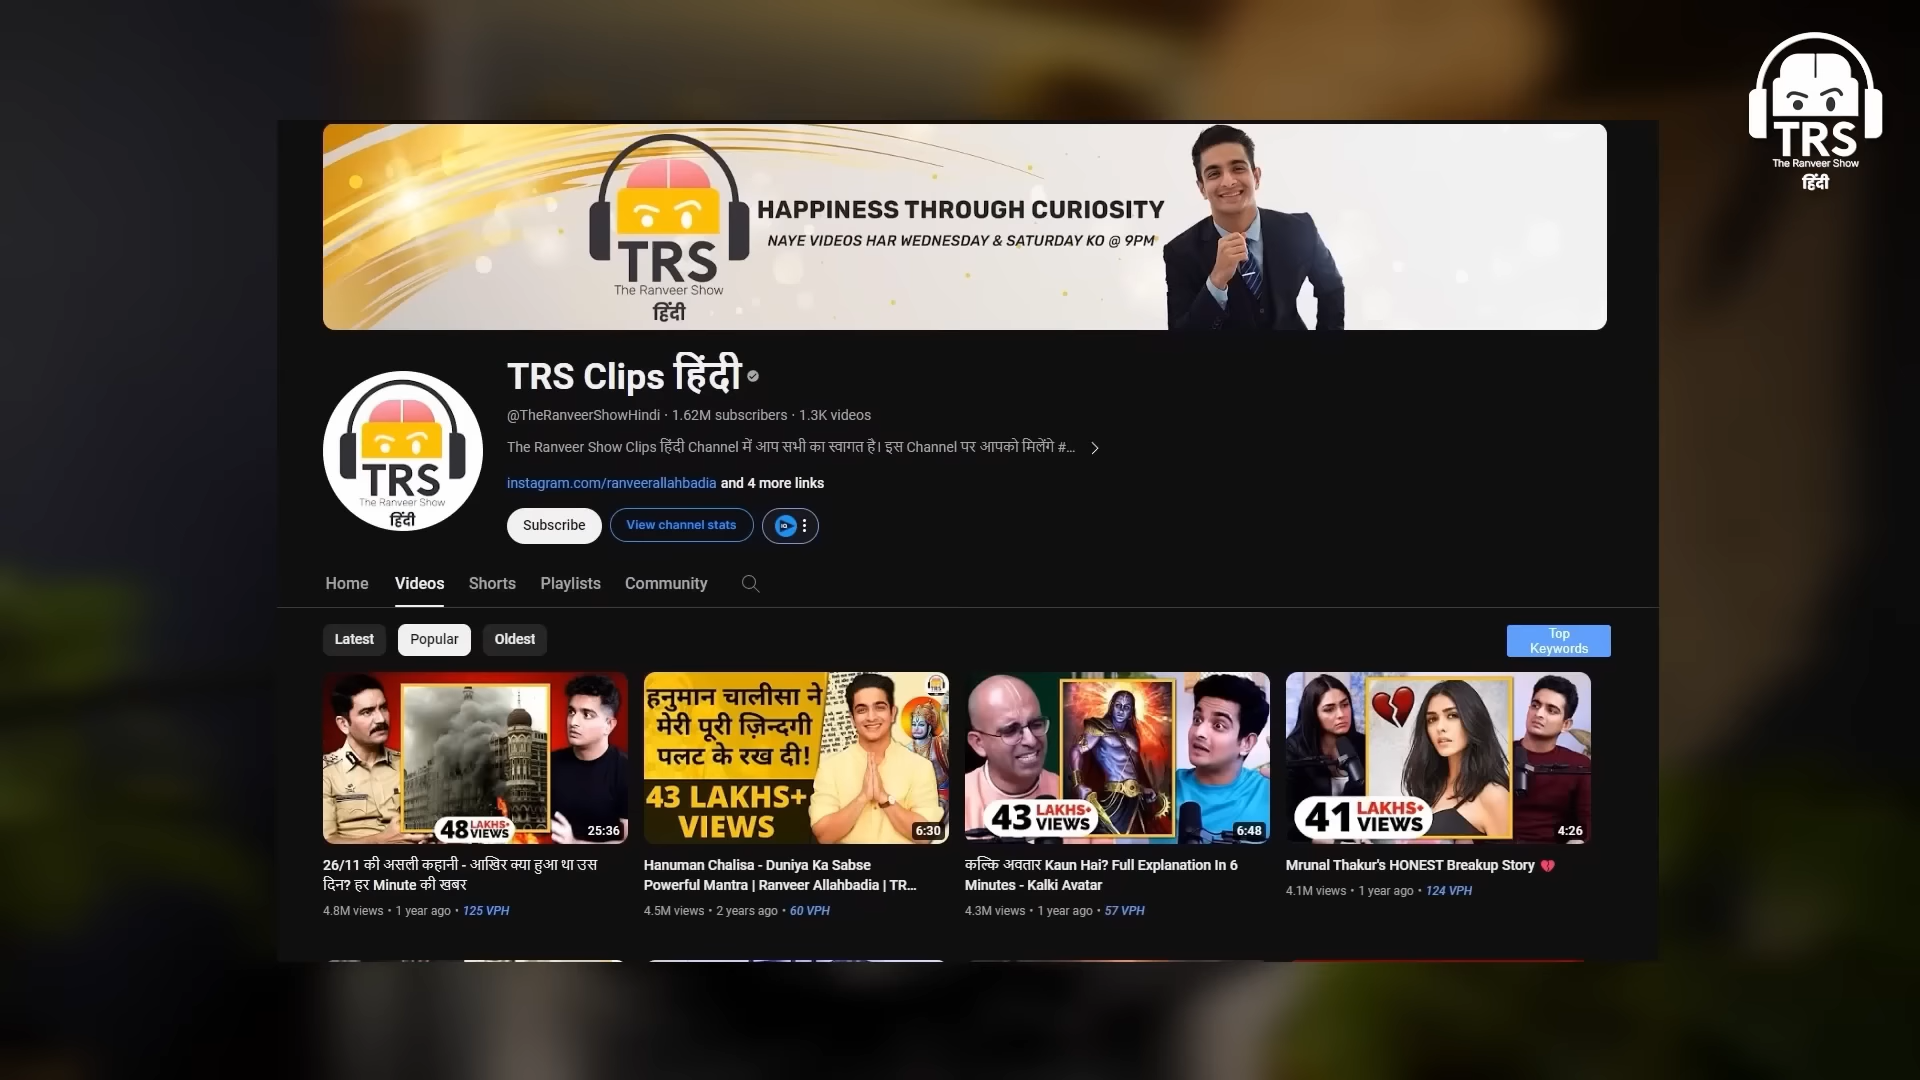 TRS
The Ranveer Show
हिंदी
TRS
The Ranveer Show
हिंदी
HAPPINESS THROUGH CURIOSITY
NAYE VIDEOS HAR WEDNESDAY & SATURDAY KO @ 9PM
TRS
The Ranveer Show
हिंदी
TRS Clips हिंदी
@TheRanveerShowHindi · 1.62M subscribers · 1.3K videos
The Ranveer Show Clips हिंदी Channel में आप सभी का स्वागत है। इस Channel पर आपको मिलेंगे #...
instagram.com/ranveerallahbadia and 4 more links
Subscribe
View channel stats
Home Videos Shorts Playlists Community
Latest Popular Oldest
Top
Keywords
48 LAKHS+
VIEWS
25:36
हनुमान चालीसा ने
मेरी पूरी ज़िन्दगी
पलट के रख दी!
43 LAKHS+
VIEWS
TRS
6:30
43 LAKHS+
VIEWS
6:48
41 LAKHS+
VIEWS
4:26
26/11 की असली कहानी - आखिर क्या हुआ था उस
दिन? हर Minute की खबर
4.8M views • 1 year ago • 125 VPH
Hanuman Chalisa - Duniya Ka Sabse
Powerful Mantra | Ranveer Allahbadia | TR...
4.5M views • 2 years ago • 60 VPH
कल्कि अवतार Kaun Hai? Full Explanation In 6
Minutes - Kalki Avatar
4.3M views • 1 year ago • 57 VPH
Mrunal Thakur's HONEST Breakup Story
4.1M views • 1 year ago • 124 VPH